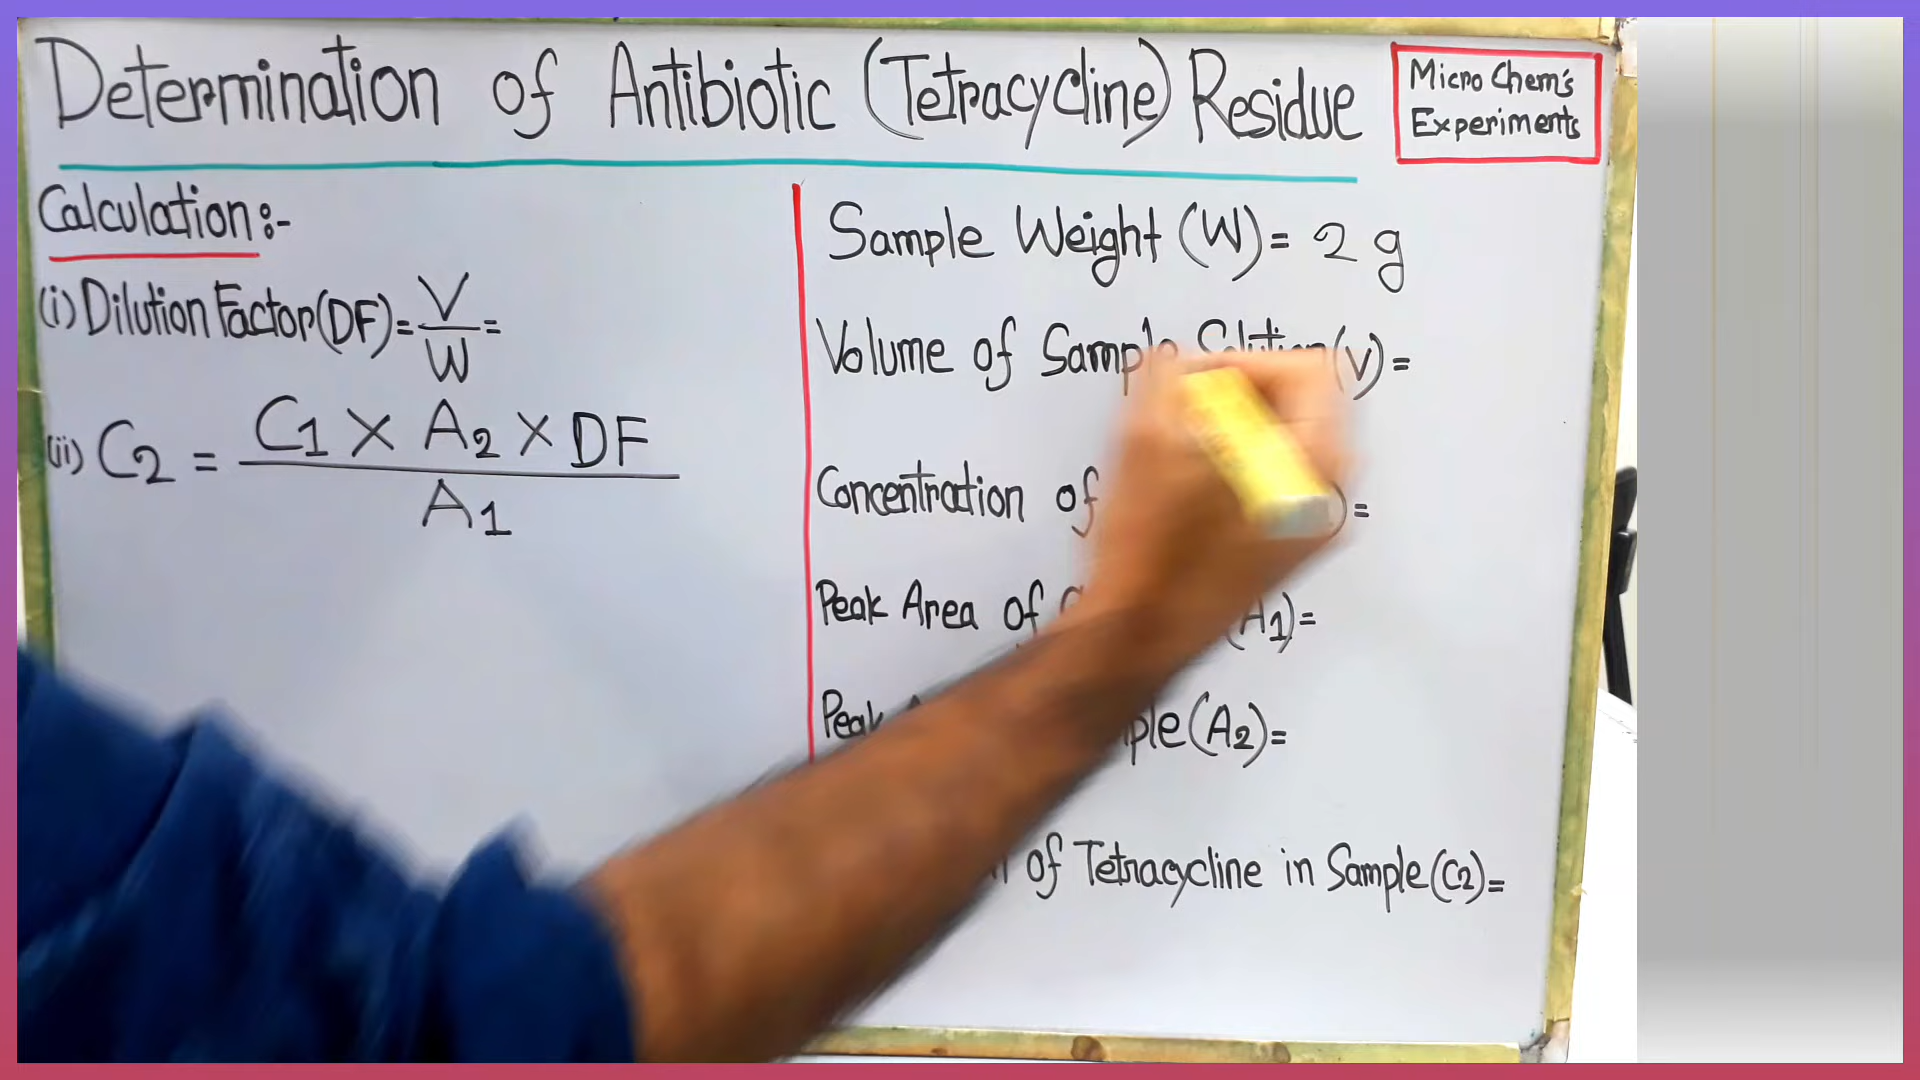 Determination of Antibiotic (Tetracycline) Residue
Micro Chem's
Experiments
Calculation:-
(i) Dilution Factor (DF) = V/W =
(ii) C2 = C1 × A2 × DF / A1
Sample Weight (W) = 2 g
Volume of Sample Solution (V) =
Concentration of ) =
Peak Area of (A1) =
Peak (A2) =
of Tetracycline in Sample (C2) =